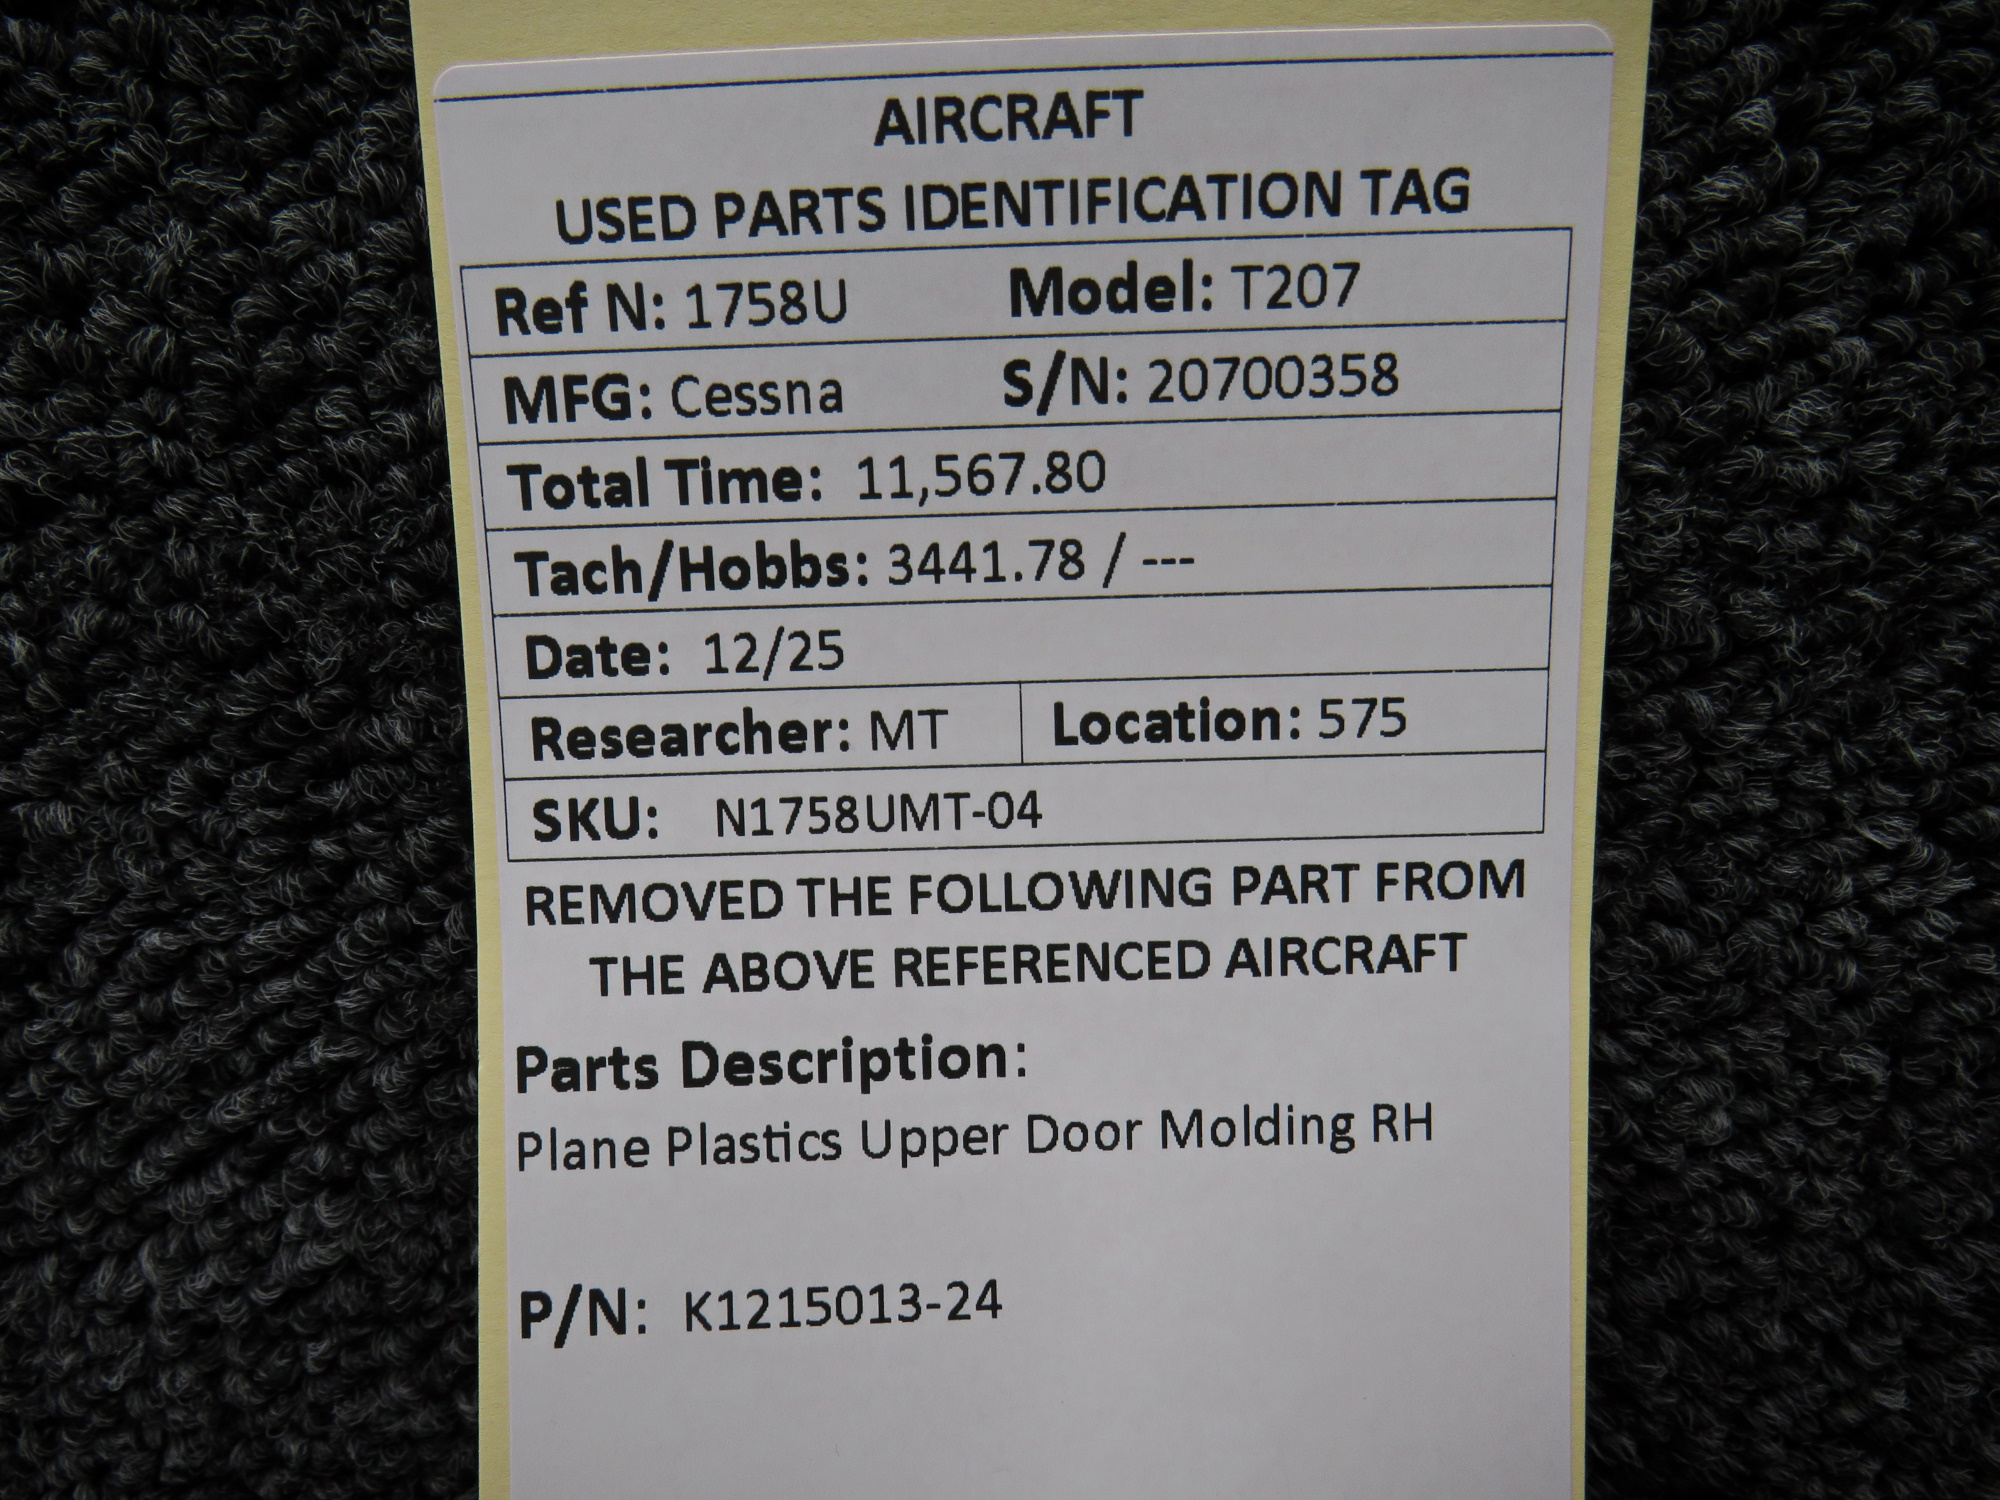 AIRCRAFT
USED PARTS IDENTIFICATION TAG
Ref N: 1758U Model: T207
MFG: Cessna S/N: 20700358
Total Time: 11,567.80
Tach/Hobbs: 3441.78 / ---
Date: 12/25
Researcher: MT Location: 575
SKU: N1758UMT-04
REMOVED THE FOLLOWING PART FROM
THE ABOVE REFERENCED AIRCRAFT
Parts Description:
Plane Plastics Upper Door Molding RH
P/N: K1215013-24